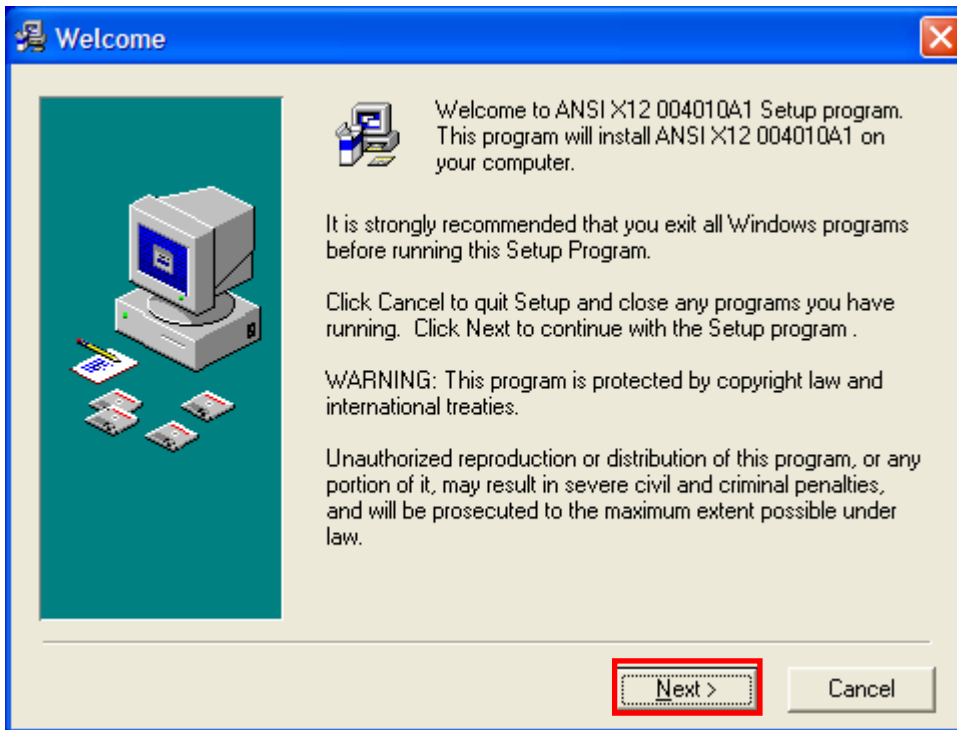 Welcome
Welcome to ANSI X12 004010A1 Setup program.
This program will install ANSI X12 004010A1 on
your computer.
It is strongly recommended that you exit all Windows programs
before running this Setup Program.
Click Cancel to quit Setup and close any programs you have
running.  Click Next to continue with the Setup program .
WARNING: This program is protected by copyright law and
international treaties.
Unauthorized reproduction or distribution of this program, or any
portion of it, may result in severe civil and criminal penalties,
and will be prosecuted to the maximum extent possible under
law.
Next >
Cancel